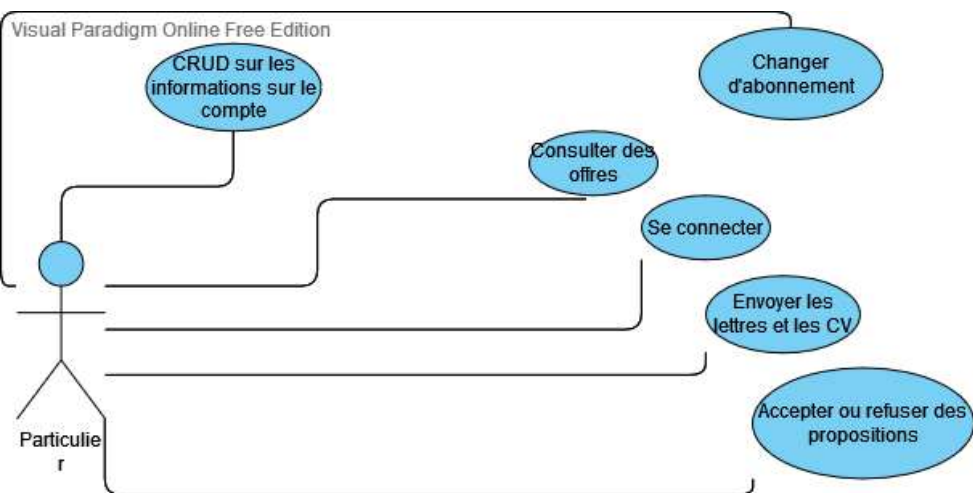 Visual Paradigm Online Free Edition
CRUD sur les
informations sur le
compte
Changer
d'abonnement
Consulter des
offres
Se connecter
Envoyer les
lettres et les CV
Accepter ou refuser des
propositions
Particulie
r